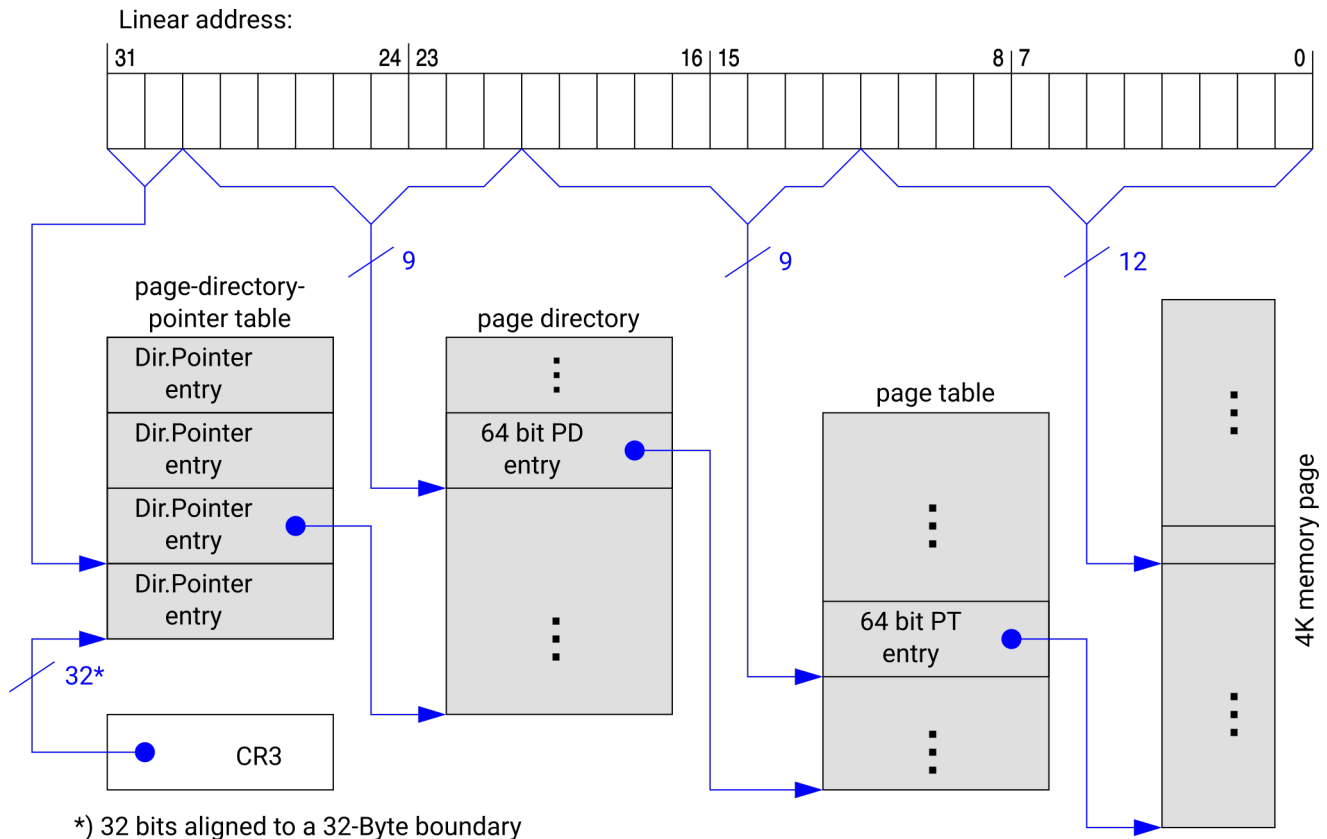 Linear address:
31 24 23 16 15 8 7 0
9 9 12
page-directory-
pointer table
page directory
page table
Dir.Pointer
entry
Dir.Pointer
entry
Dir.Pointer
entry
Dir.Pointer
entry
64 bit PD
entry
64 bit PT
entry
4K memory page
32*
CR3
*) 32 bits aligned to a 32-Byte boundary